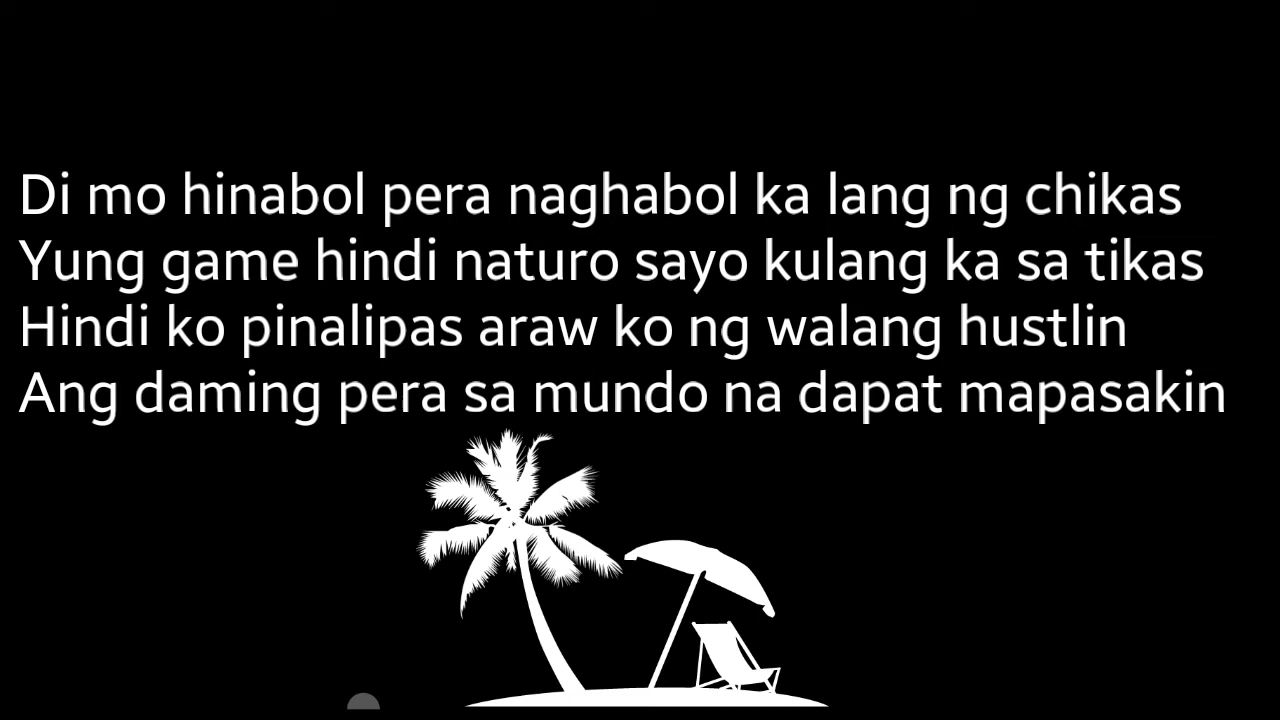 Di mo hinabol pera naghabol ka lang ng chikas
Yung game hindi naturo sayo kulang ka sa tikas
Hindi ko pinalipas araw ko ng walang hustlin
Ang daming pera sa mundo na dapat mapasakin